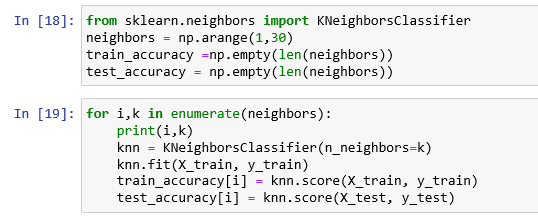 In [18]: from sklearn.neighbors import KNeighborsClassifier
neighbors = np.arange(1,30)
train_accuracy =np.empty(len(neighbors))
test_accuracy = np.empty(len(neighbors))
In [19]: for i,k in enumerate(neighbors):
    print(i,k)
    knn = KNeighborsClassifier(n_neighbors=k)
    knn.fit(X_train, y_train)
    train_accuracy[i] = knn.score(X_train, y_train)
    test_accuracy[i] = knn.score(X_test, y_test)